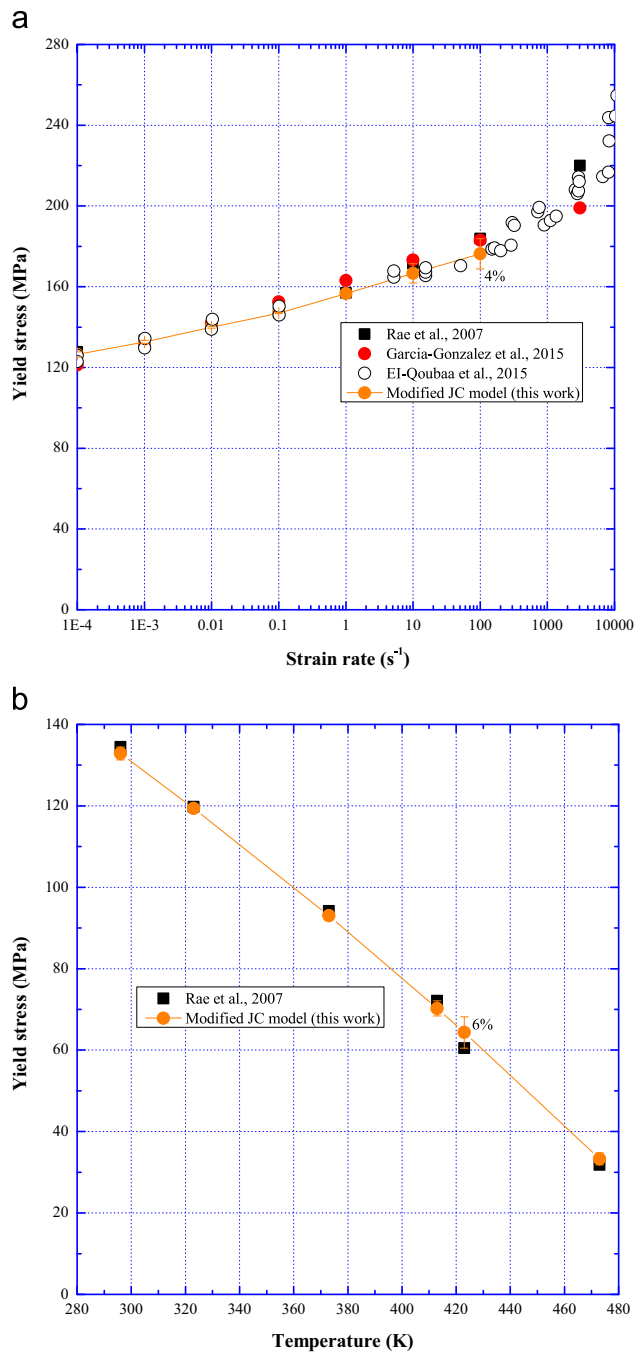 a
280
240
200
160
120
80
40
0
Yield stress (MPa)
4%
Rae et al., 2007
Garcia-Gonzalez et al., 2015
EI-Qoubaa et al., 2015
Modified JC model (this work)
1E-4 1E-3 0.01 0.1 1 10 100 1000 10000
Strain rate (s⁻¹)
b
140
120
100
80
60
40
20
0
Yield stress (MPa)
Rae et al., 2007
Modified JC model (this work)
6%
280 300 320 340 360 380 400 420 440 460 480
Temperature (K)